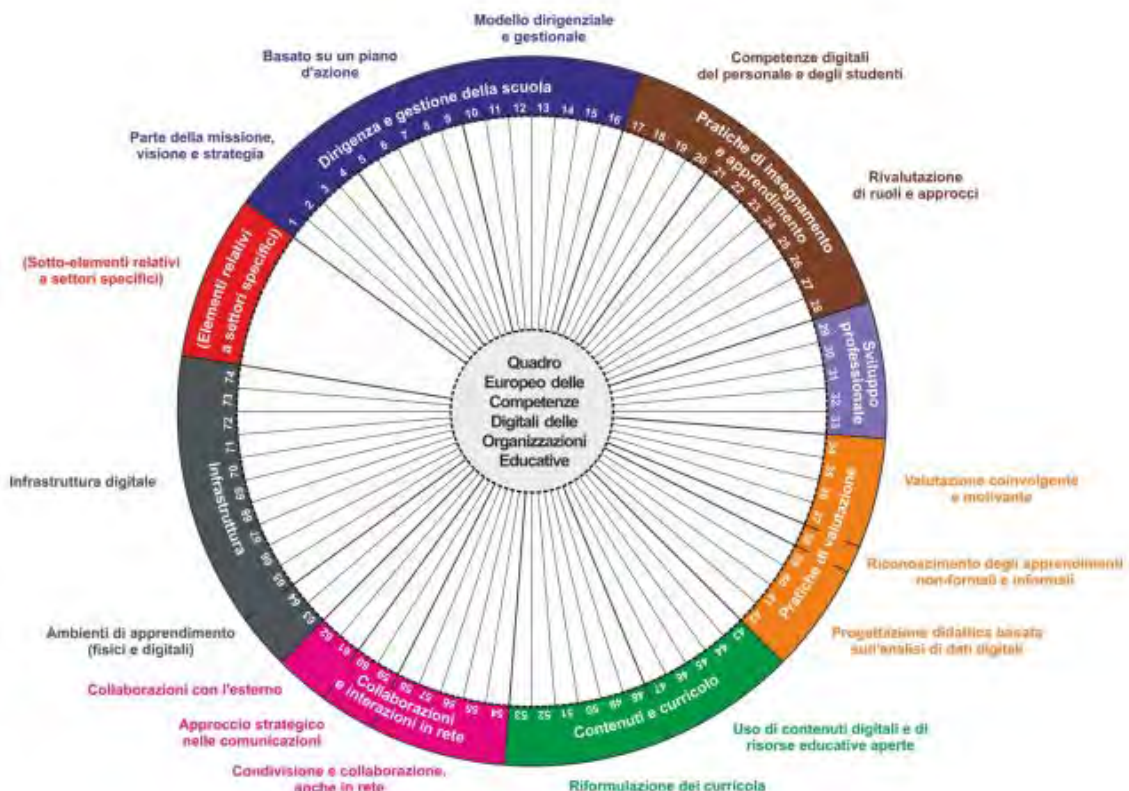 Modello dirigenziale
e gestionale
Basato su un piano
d'azione
Competenze digitali
del personale e degli studenti
Parte della missione,
visione e strategia
Rivalutazione
di ruoli e approcci
(Sotto-elementi relativi
a settori specifici)
Infrastruttura digitale
Valutazione coinvolgente
e motivante
Riconoscimento degli apprendimenti
non-formali e informali
Ambienti di apprendimento
(fisici e digitali)
Progettazione didattica basata
sull'analisi di dati digitali
Collaborazioni con l'esterno
Approccio strategico
nelle comunicazioni
Uso di contenuti digitali e di
risorse educative aperte
Condivisione e collaborazione,
anche in rete
Riformulazione dei curricola
Dirigenza e gestione della scuola
1 2 3 4 5 6 7 8 9 10 11 12 13 14 15 16
Pratiche di insegnamento
e apprendimento
17 18 19 20 21 22 23 24 25 26 27 28
Sviluppo
professionale
29 30 31 32 33
Pratiche di valutazione
34 35 36 37 38 39 40 41 42
Contenuti e curricolo
43 44 45 46 47 48 49 50 51 52 53
Collaborazioni
e interazioni in rete
54 55 56 57 58 59 60 61 62
Infrastruttura
63 64 65 66 67 68 69 70 71 72 73 74
(Elementi relativi
a settori specifici)
Quadro
Europeo delle
Competenze
Digitali delle
Organizzazioni
Educative